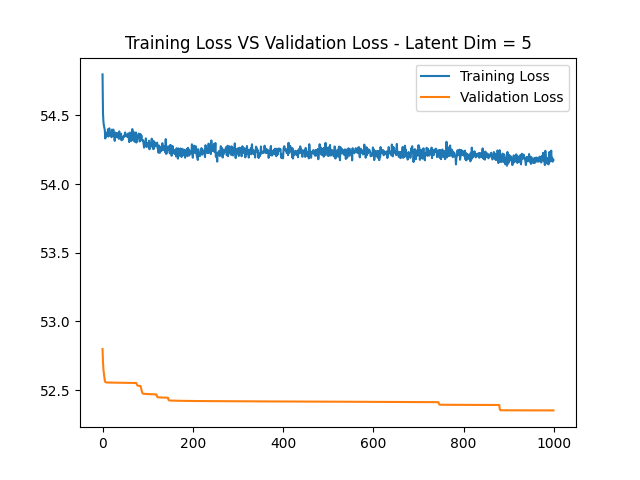 Training Loss VS Validation Loss - Latent Dim = 5
Training Loss
Validation Loss
54.5
54.0
53.5
53.0
52.5
0 200 400 600 800 1000